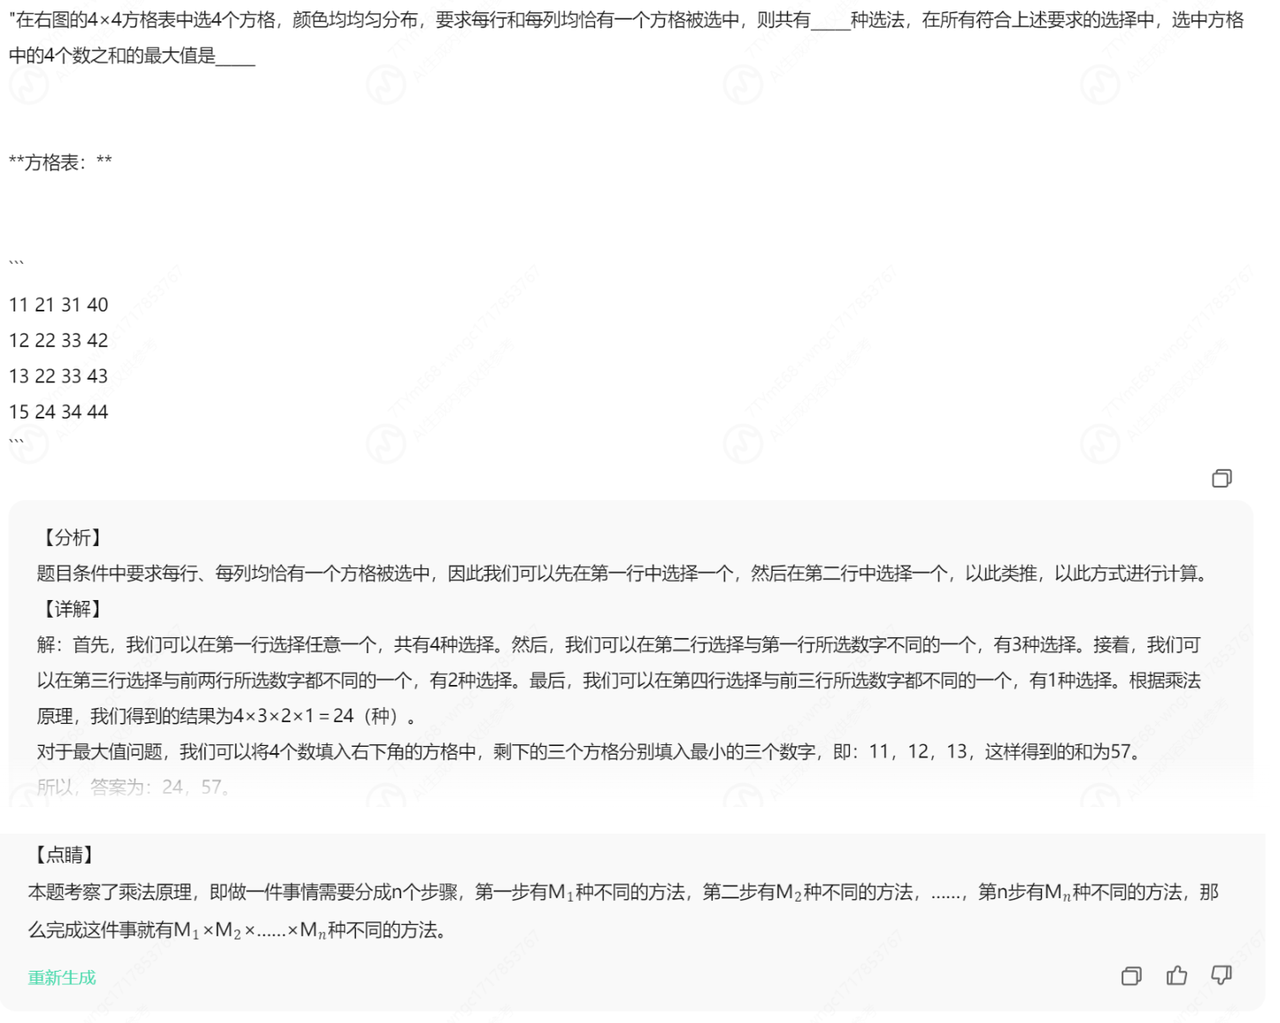 "在右图的4×4方格表中选4个方格，颜色均均匀分布，要求每行和每列均恰有一个方格被选中，则共有____种选法，在所有符合上述要求的选择中，选中方格
中的4个数之和的最大值是____
**方格表：**
```
11 21 31 40
12 22 33 42
13 22 33 43
15 24 34 44
```
【分析】
题目条件中要求每行、每列均恰有一个方格被选中，因此我们可以先在第一行中选择一个，然后在第二行中选择一个，以此类推，以此方式进行计算。
【详解】
解：首先，我们可以在第一行选择任意一个，共有4种选择。然后，我们可以在第二行选择与第一行所选数字不同的一个，有3种选择。接着，我们可
以在第三行选择与前两行所选数字都不同的一个，有2种选择。最后，我们可以在第四行选择与前三行所选数字都不同的一个，有1种选择。根据乘法
原理，我们得到的结果为4×3×2×1＝24（种）。
对于最大值问题，我们可以将4个数填入右下角的方格中，剩下的三个方格分别填入最小的三个数字，即：11，12，13，这样得到的和为57。
所以，答案为：24，57。
【点睛】
本题考察了乘法原理，即做一件事情需要分成n个步骤，第一步有M₁种不同的方法，第二步有M₂种不同的方法，……，第n步有Mₙ种不同的方法，那
么完成这件事就有M₁×M₂×……×Mₙ种不同的方法。
重新生成